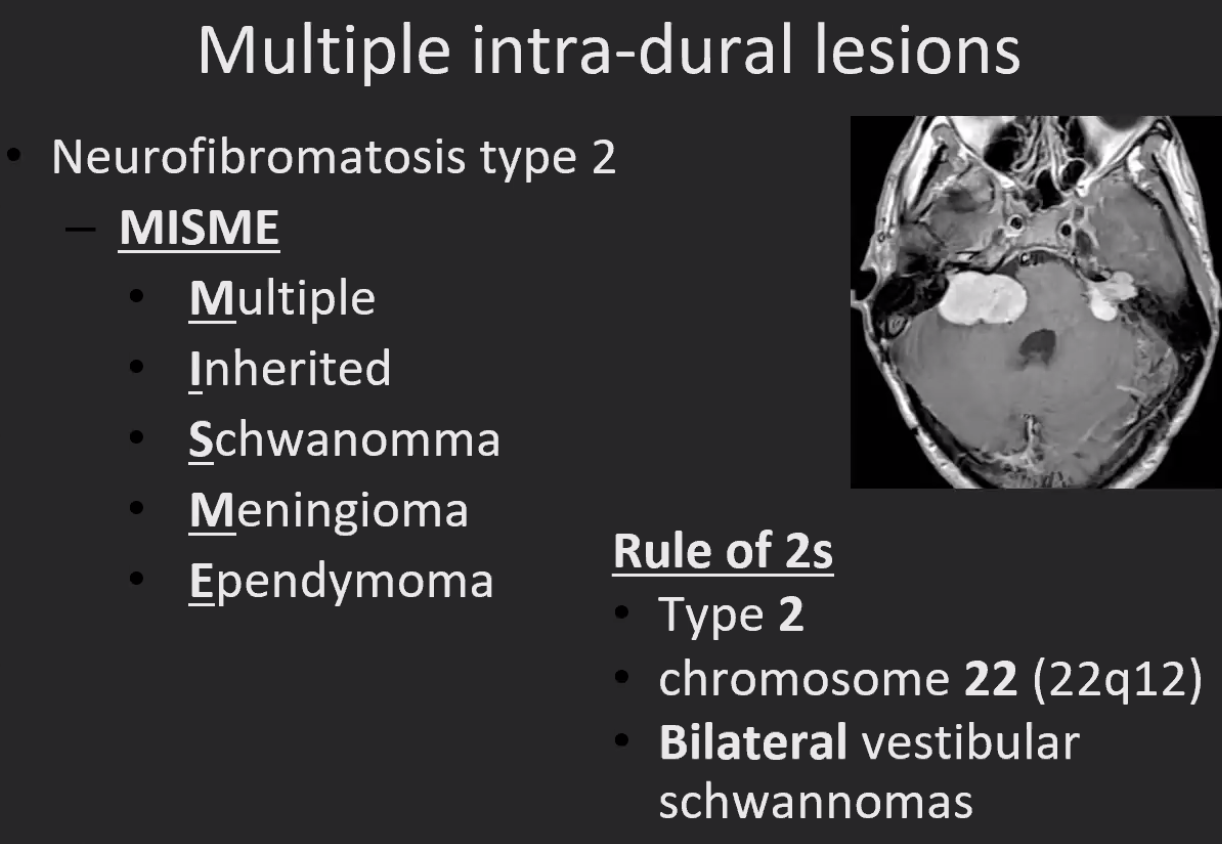 Multiple intra-dural lesions
• Neurofibromatosis type 2
– MISME
• Multiple
• Inherited
• Schwanomma
• Meningioma
• Ependymoma
Rule of 2s
• Type 2
• chromosome 22 (22q12)
• Bilateral vestibular
schwannomas